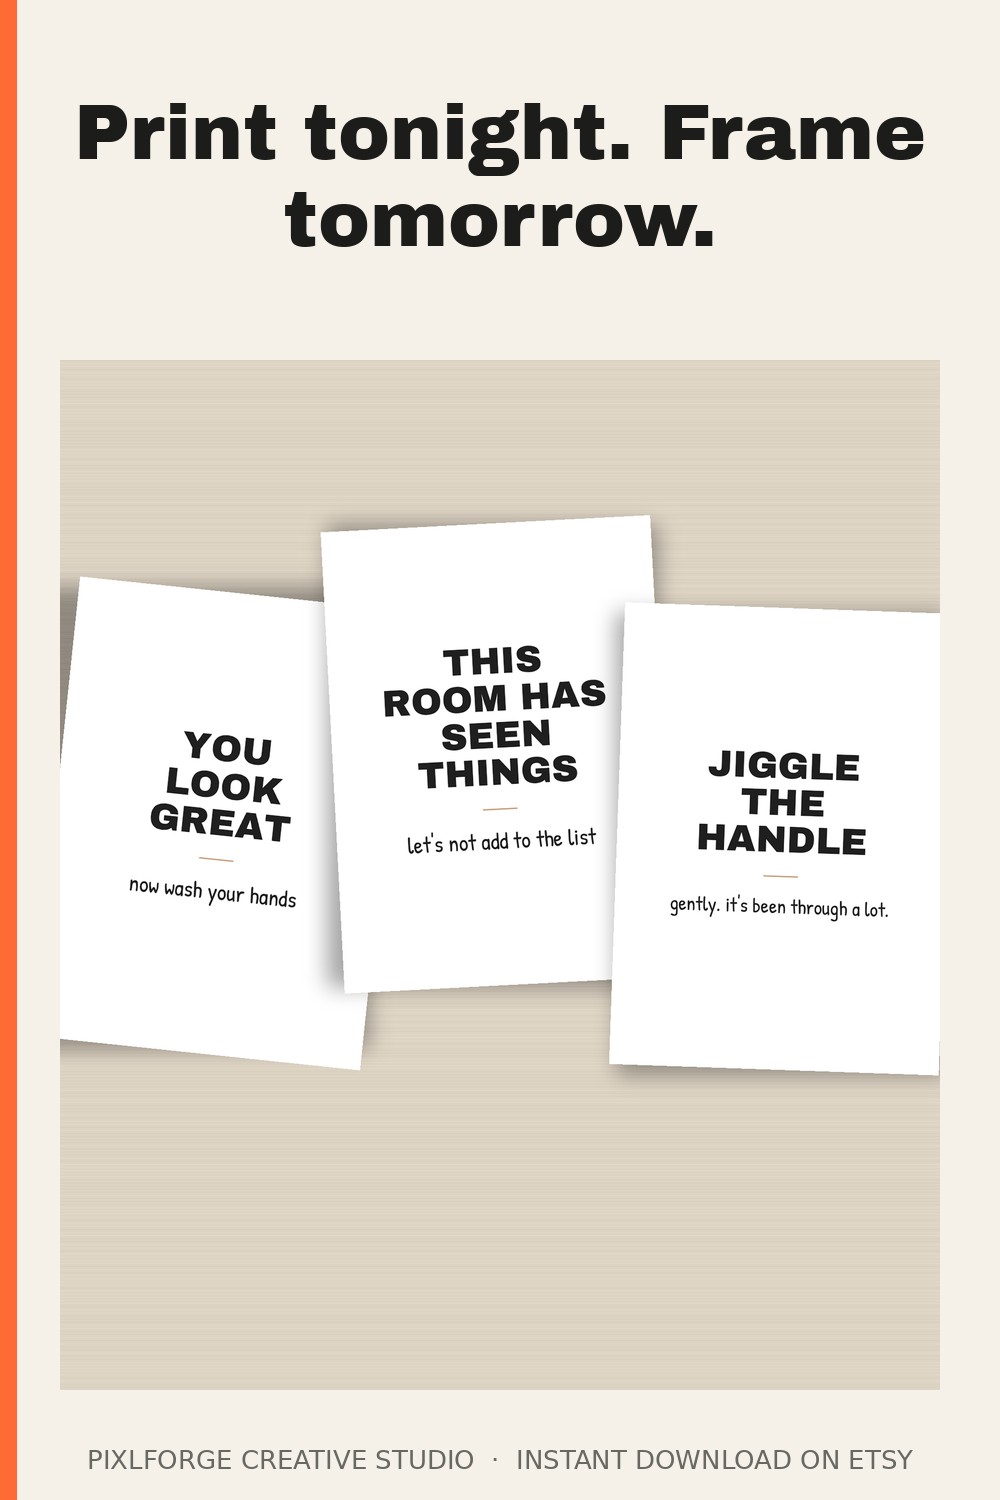 Print tonight. Frame
tomorrow.
YOU
LOOK
GREAT
now wash your hands
THIS
ROOM HAS
SEEN
THINGS
let's not add to the list
JIGGLE
THE
HANDLE
gently. it's been through a lot.
PIXLFORGE CREATIVE STUDIO · INSTANT DOWNLOAD ON ETSY